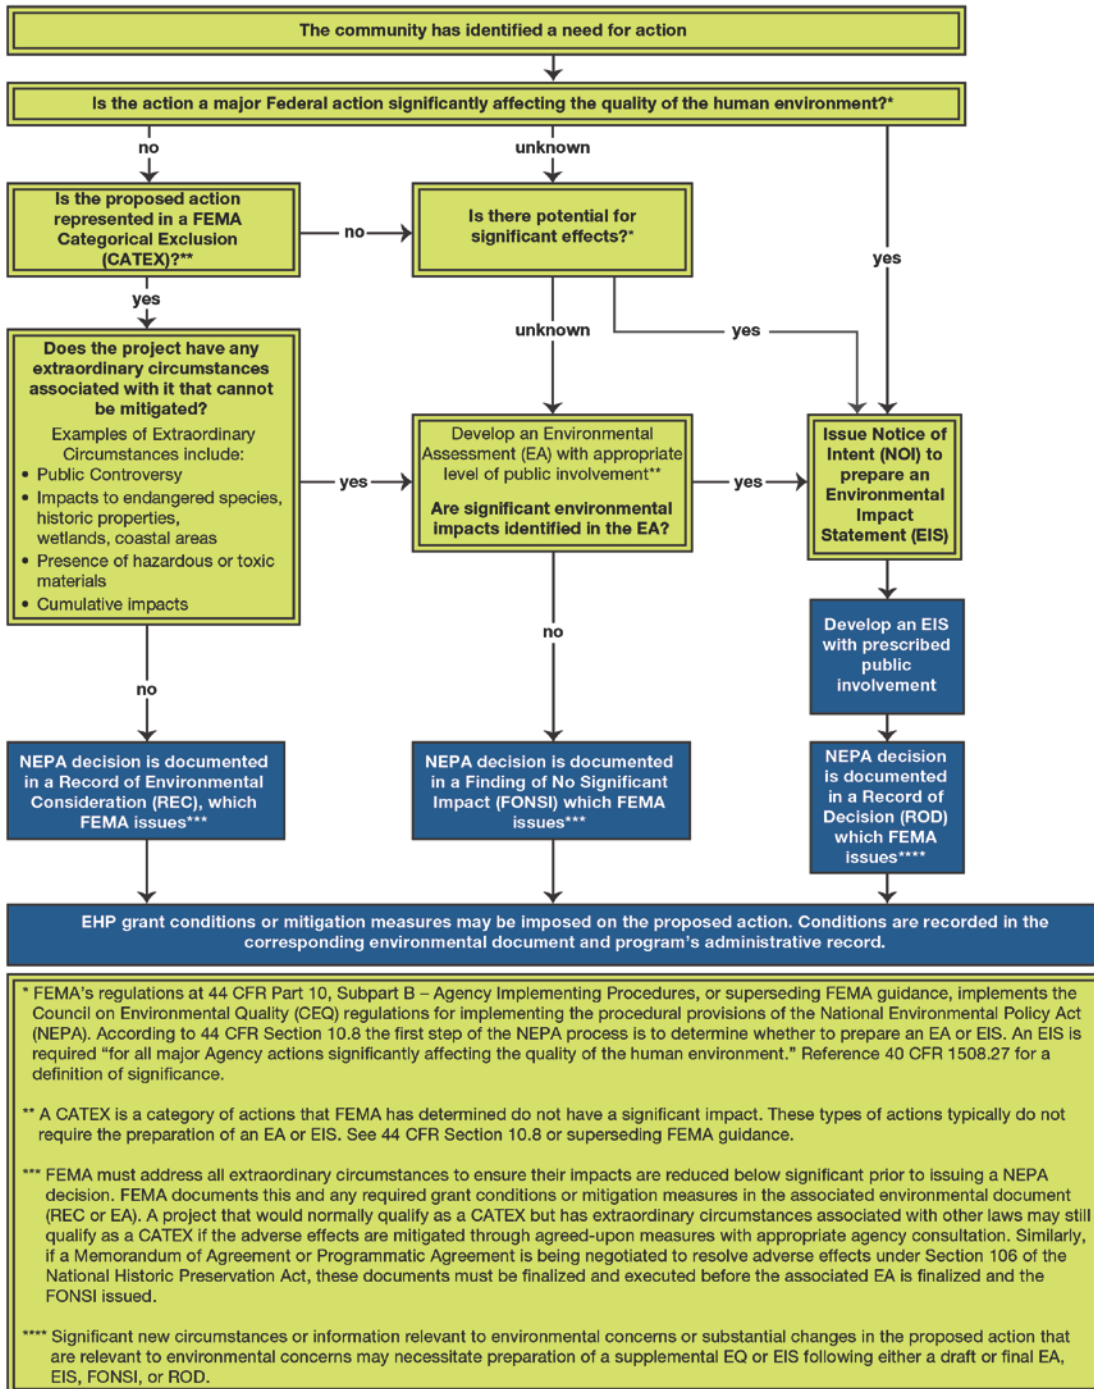 The community has identified a need for action
Is the action a major Federal action significantly affecting the quality of the human environment?*
no
unknown
yes
Is the proposed action
represented in a FEMA
Categorical Exclusion
(CATEX)?**
no
Is there potential for
significant effects?*
yes
unknown
yes
Does the project have any
extraordinary circumstances
associated with it that cannot
be mitigated?
Examples of Extraordinary
Circumstances include:
• Public Controversy
• Impacts to endangered species,
historic properties,
wetlands, coastal areas
• Presence of hazardous or toxic
materials
• Cumulative impacts
yes
Develop an Environmental
Assessment (EA) with appropriate
level of public involvement**
Are significant environmental
impacts identified in the EA?
yes
Issue Notice of
Intent (NOI) to
prepare an
Environmental
Impact
Statement (EIS)
no
no
Develop an EIS
with prescribed
public
involvement
NEPA decision is documented
in a Record of Environmental
Consideration (REC), which
FEMA issues***
NEPA decision is documented
in a Finding of No Significant
Impact (FONSI) which FEMA
issues***
NEPA decision
is documented
in a Record of
Decision (ROD)
which FEMA
issues****
EHP grant conditions or mitigation measures may be imposed on the proposed action. Conditions are recorded in the
corresponding environmental document and program's administrative record.
* FEMA's regulations at 44 CFR Part 10, Subpart B – Agency Implementing Procedures, or superseding FEMA guidance, implements the
Council on Environmental Quality (CEQ) regulations for implementing the procedural provisions of the National Environmental Policy Act
(NEPA). According to 44 CFR Section 10.8 the first step of the NEPA process is to determine whether to prepare an EA or EIS. An EIS is
required "for all major Agency actions significantly affecting the quality of the human environment." Reference 40 CFR 1508.27 for a
definition of significance.
** A CATEX is a category of actions that FEMA has determined do not have a significant impact. These types of actions typically do not
require the preparation of an EA or EIS. See 44 CFR Section 10.8 or superseding FEMA guidance.
*** FEMA must address all extraordinary circumstances to ensure their impacts are reduced below significant prior to issuing a NEPA
decision. FEMA documents this and any required grant conditions or mitigation measures in the associated environmental document
(REC or EA). A project that would normally qualify as a CATEX but has extraordinary circumstances associated with other laws may still
qualify as a CATEX if the adverse effects are mitigated through agreed-upon measures with appropriate agency consultation. Similarly,
if a Memorandum of Agreement or Programmatic Agreement is being negotiated to resolve adverse effects under Section 106 of
the National Historic Preservation Act, these documents must be finalized and executed before the associated EA is finalized and the
FONSI issued.
**** Significant new circumstances or information relevant to environmental concerns or substantial changes in the proposed action that
are relevant to environmental concerns may necessitate preparation of a supplemental EQ or EIS following either a draft or final EA,
EIS, FONSI, or ROD.